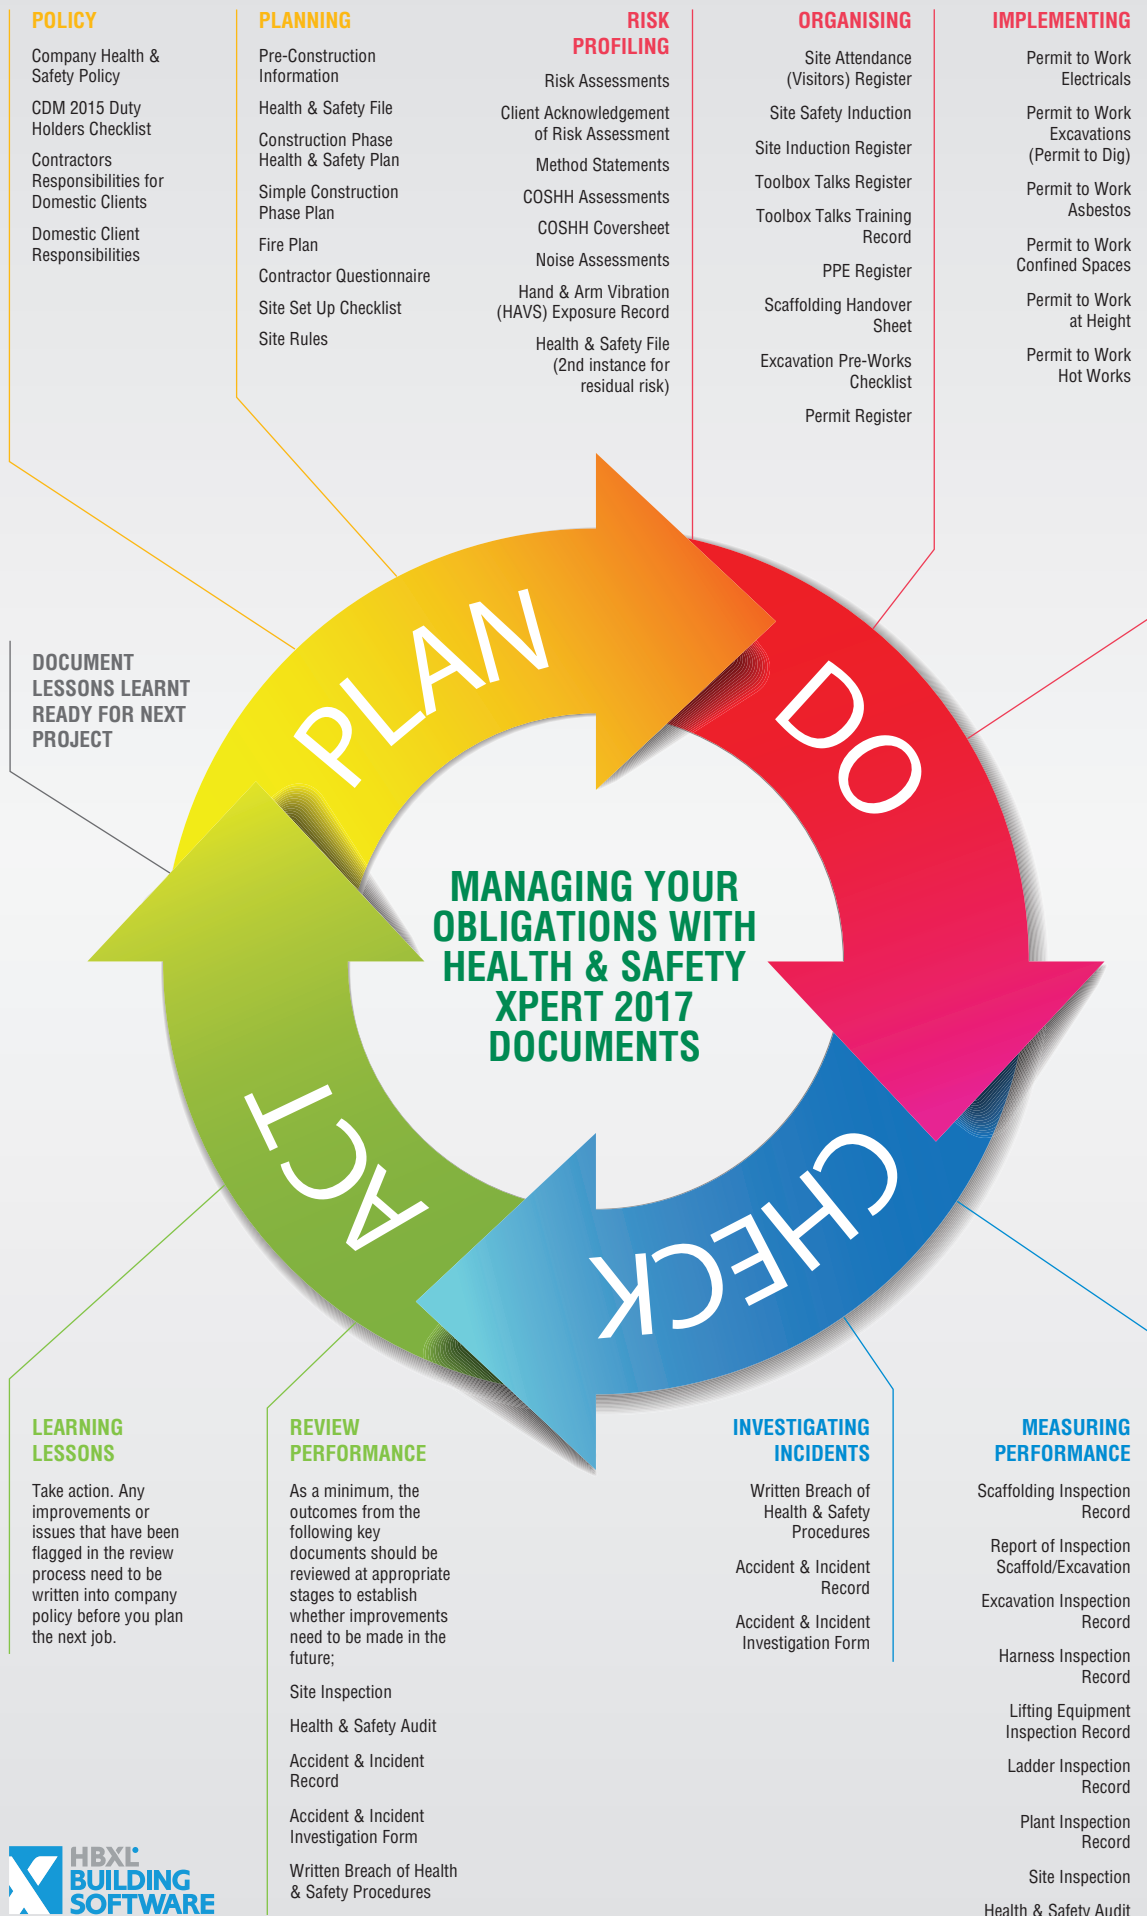 POLICY
Company Health &
Safety Policy
CDM 2015 Duty
Holders Checklist
Contractors
Responsibilities for
Domestic Clients
Domestic Client
Responsibilities
PLANNING
Pre-Construction
Information
Health & Safety File
Construction Phase
Health & Safety Plan
Simple Construction
Phase Plan
Fire Plan
Contractor Questionnaire
Site Set Up Checklist
Site Rules
RISK
PROFILING
Risk Assessments
Client Acknowledgement
of Risk Assessment
Method Statements
COSHH Assessments
COSHH Coversheet
Noise Assessments
Hand & Arm Vibration
(HAVS) Exposure Record
Health & Safety File
(2nd instance for
residual risk)
ORGANISING
Site Attendance
(Visitors) Register
Site Safety Induction
Site Induction Register
Toolbox Talks Register
Toolbox Talks Training
Record
PPE Register
Scaffolding Handover
Sheet
Excavation Pre-Works
Checklist
Permit Register
IMPLEMENTING
Permit to Work
Electricals
Permit to Work
Excavations
(Permit to Dig)
Permit to Work
Asbestos
Permit to Work
Confined Spaces
Permit to Work
at Height
Permit to Work
Hot Works
DOCUMENT
LESSONS LEARNT
READY FOR NEXT
PROJECT
PLAN
DO
CHECK
ACT
MANAGING YOUR
OBLIGATIONS WITH
HEALTH & SAFETY
XPERT 2017
DOCUMENTS
LEARNING
LESSONS
Take action. Any
improvements or
issues that have been
flagged in the review
process need to be
written into company
policy before you plan
the next job.
REVIEW
PERFORMANCE
As a minimum, the
outcomes from the
following key
documents should be
reviewed at appropriate
stages to establish
whether improvements
need to be made in the
future;
Site Inspection
Health & Safety Audit
Accident & Incident
Record
Accident & Incident
Investigation Form
Written Breach of Health
& Safety Procedures
INVESTIGATING
INCIDENTS
Written Breach of
Health & Safety
Procedures
Accident & Incident
Record
Accident & Incident
Investigation Form
MEASURING
PERFORMANCE
Scaffolding Inspection
Record
Report of Inspection
Scaffold/Excavation
Excavation Inspection
Record
Harness Inspection
Record
Lifting Equipment
Inspection Record
Ladder Inspection
Record
Plant Inspection
Record
Site Inspection
Health & Safety Audit
HBXL
BUILDING
SOFTWARE